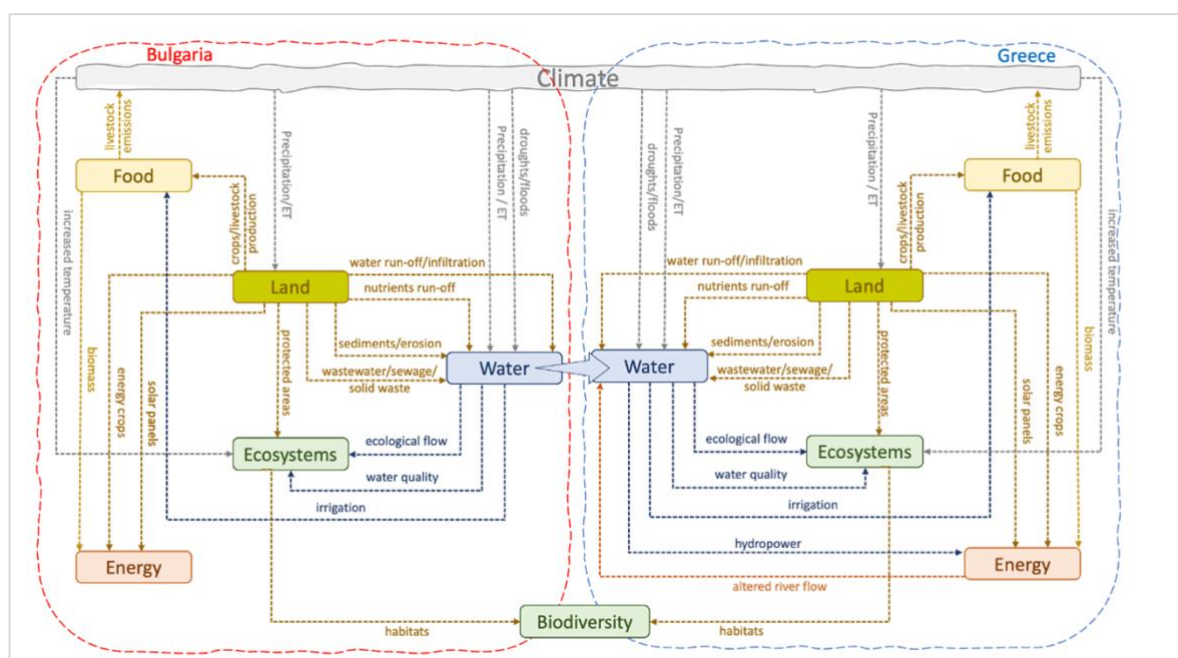 Bulgaria
Greece
Climate
livestock
emissions
Precipitation/ET
Precipitation / ET
droughts/floods
droughts/floods
Precipitation/ET
Precipitation / ET
livestock
emissions
Food
Food
increased temperature
crops/livestock
production
crops/livestock
production
increased temperature
water run-off/infiltration
water run-off/infiltration
Land
nutrients run-off
nutrients run-off
Land
biomass
energy crops
solar panels
protected areas
sediments/erosion
sediments/erosion
protected areas
solar panels
energy crops
biomass
Water
Water
wastewater/sewage/
solid waste
wastewater/sewage/
solid waste
Ecosystems
ecological flow
ecological flow
Ecosystems
water quality
water quality
irrigation
irrigation
hydropower
Energy
Energy
altered river flow
Biodiversity
habitats
habitats